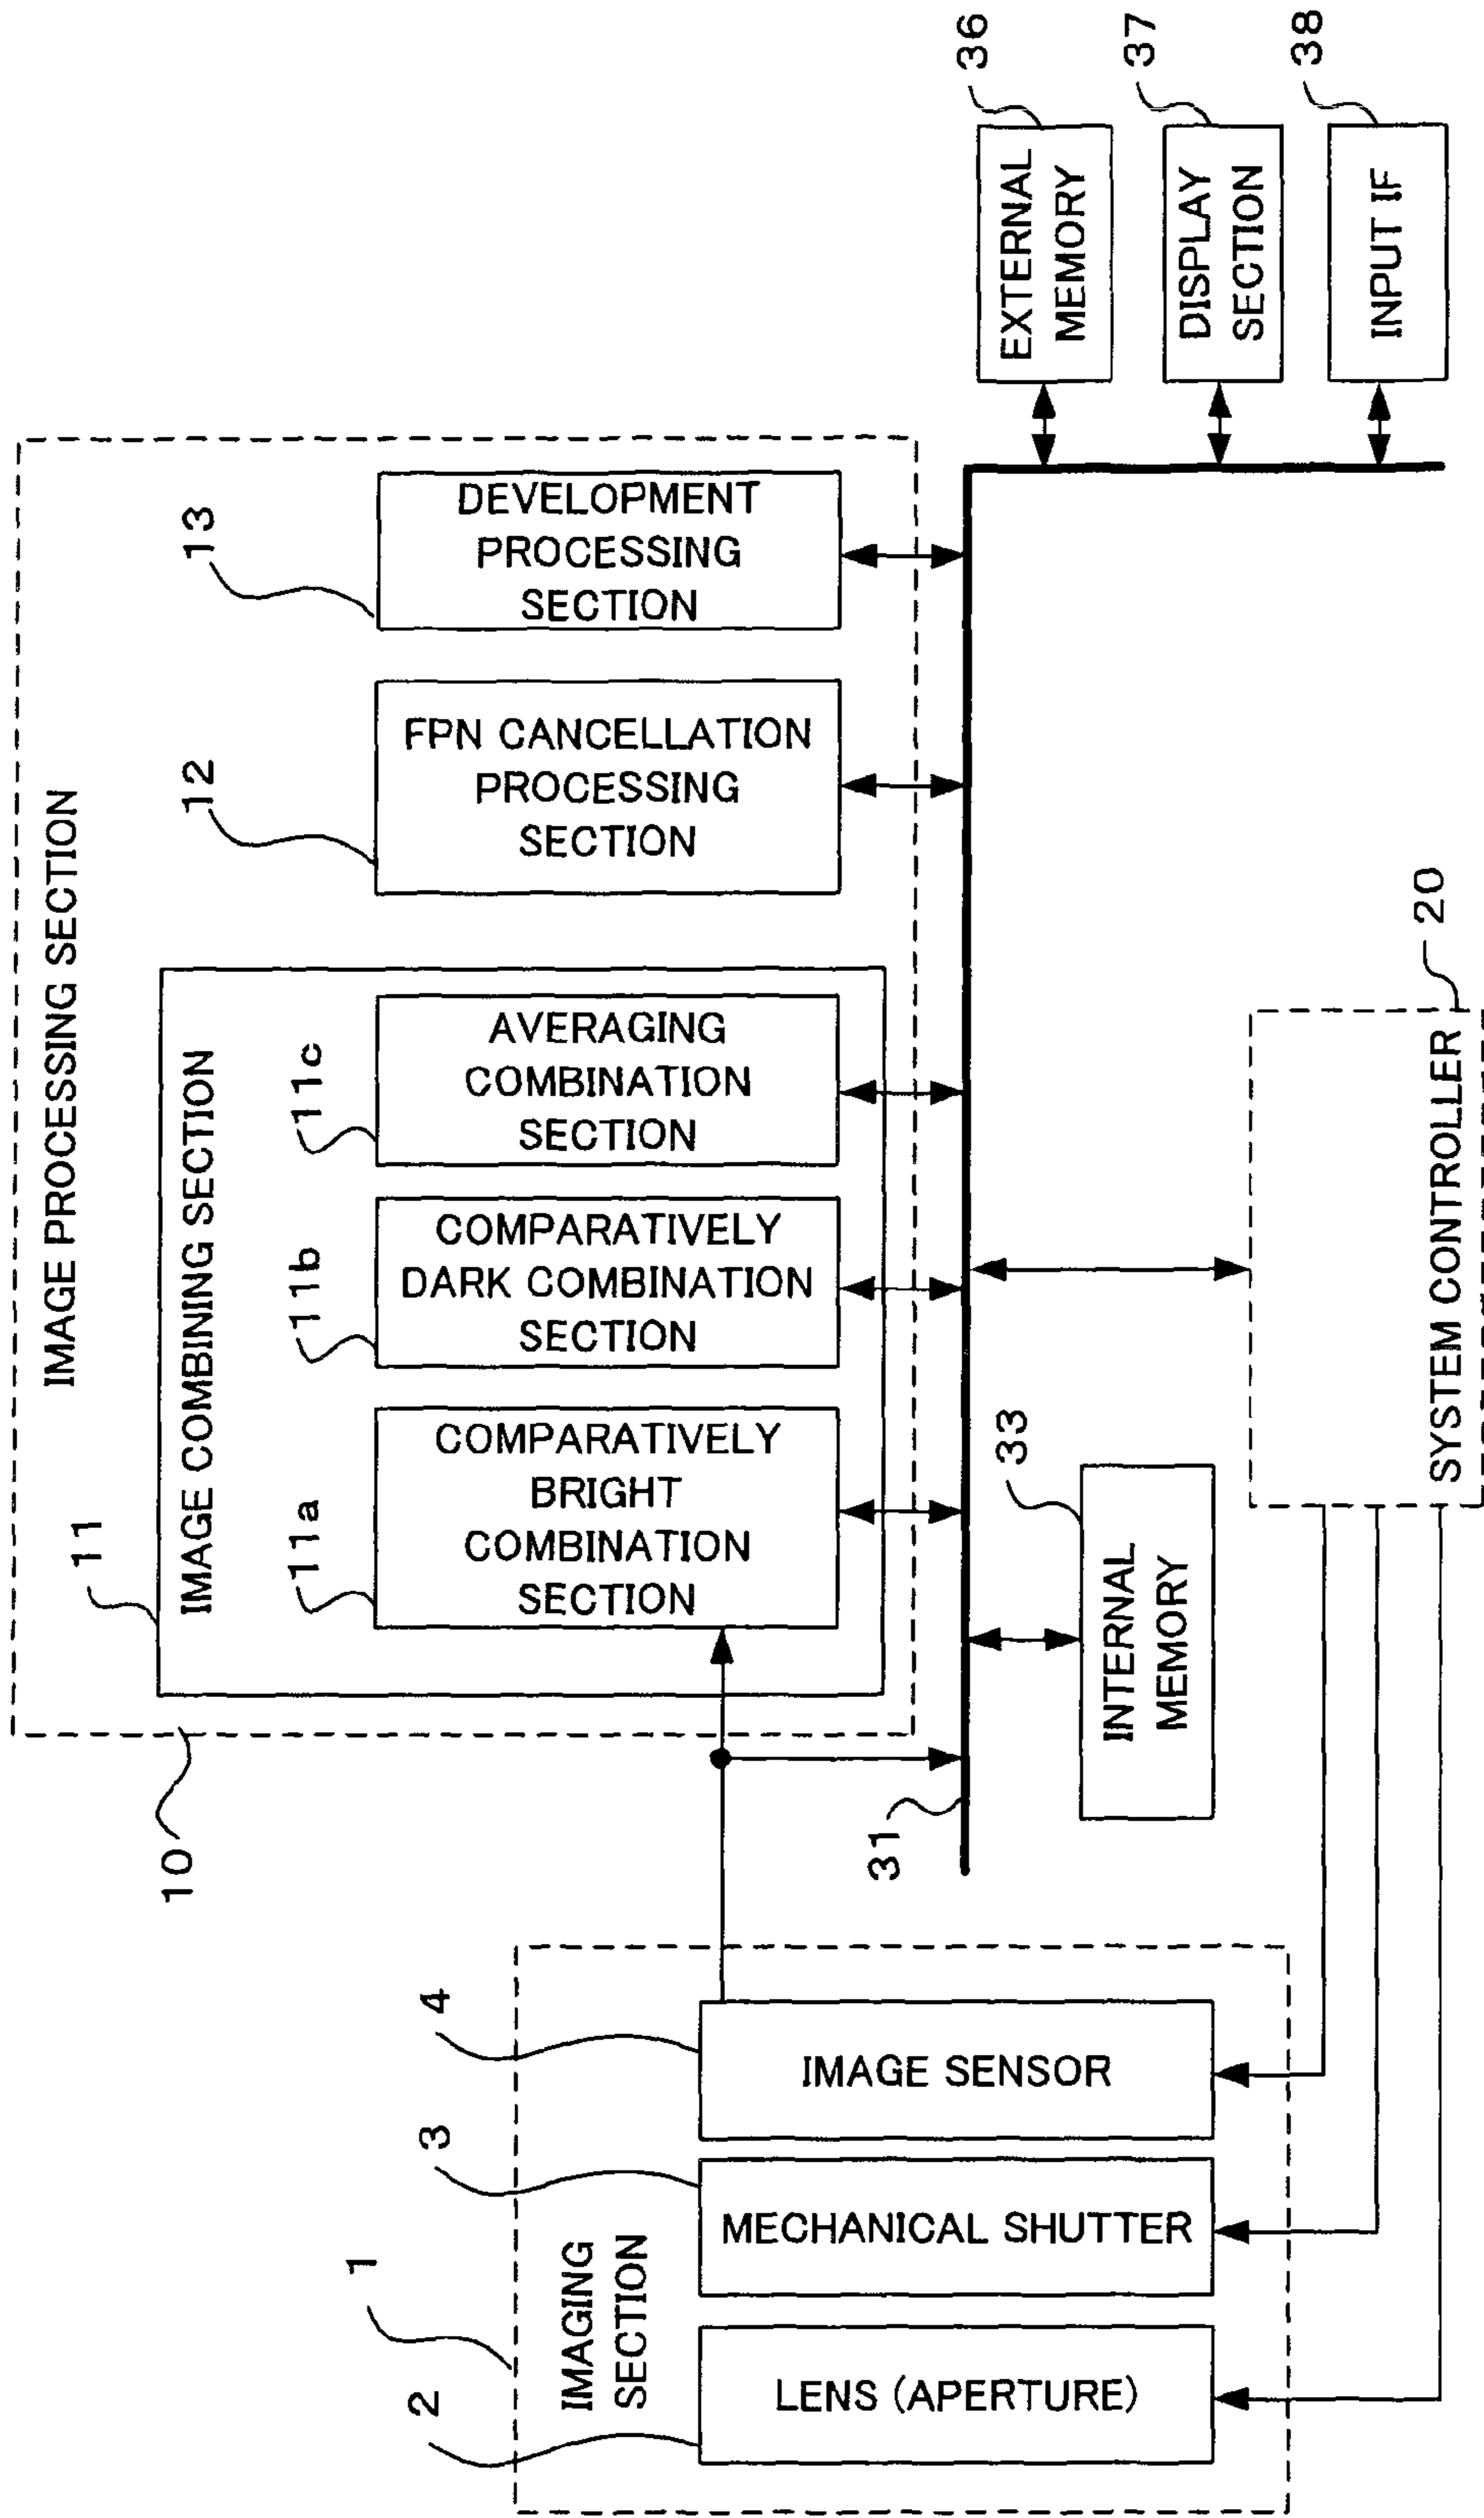 10
IMAGE PROCESSING SECTION
11
IMAGE COMBINING SECTION
11a
COMPARATIVELY
BRIGHT
COMBINATION
SECTION
11b
COMPARATIVELY
DARK COMBINATION
SECTION
11c
AVERAGING
COMBINATION
SECTION
12
FPN CANCELLATION
PROCESSING
SECTION
13
DEVELOPMENT
PROCESSING
SECTION
1
IMAGING
SECTION
2
LENS (APERTURE)
3
MECHANICAL SHUTTER
4
IMAGE SENSOR
31
33
INTERNAL
MEMORY
20
SYSTEM CONTROLLER
36
EXTERNAL
MEMORY
37
DISPLAY
SECTION
38
INPUT IF